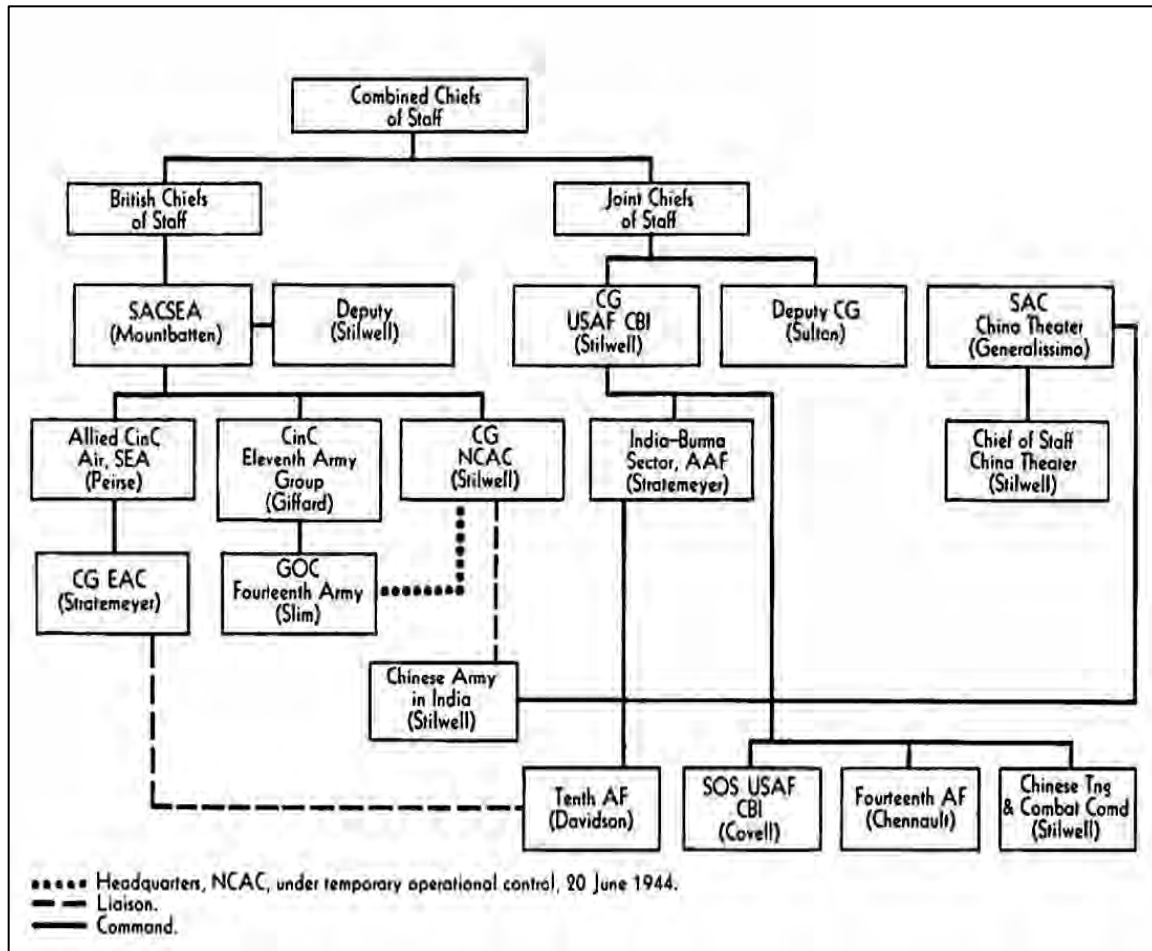 Combined Chiefs
of Staff
British Chiefs
of Staff
Joint Chiefs
of Staff
SACSEA
(Mountbatten)
Deputy
(Stilwell)
CG
USAF CBI
(Stilwell)
Deputy CG
(Sultan)
SAC
China Theater
(Generalissimo)
Allied CinC
Air, SEA
(Peirse)
CinC
Eleventh Army
Group
(Giffard)
CG
NCAC
(Stilwell)
India-Burma
Sector, AAF
(Stratemeyer)
Chief of Staff
China Theater
(Stilwell)
CG EAC
(Stratemeyer)
GOC
Fourteenth Army
(Slim)
Chinese Army
in India
(Stilwell)
Tenth AF
(Davidson)
SOS USAF
CBI
(Covell)
Fourteenth AF
(Chennault)
Chinese Tng
& Combat Comd
(Stilwell)
Headquarters, NCAC, under temporary operational control, 20 June 1944.
Liaison.
Command.